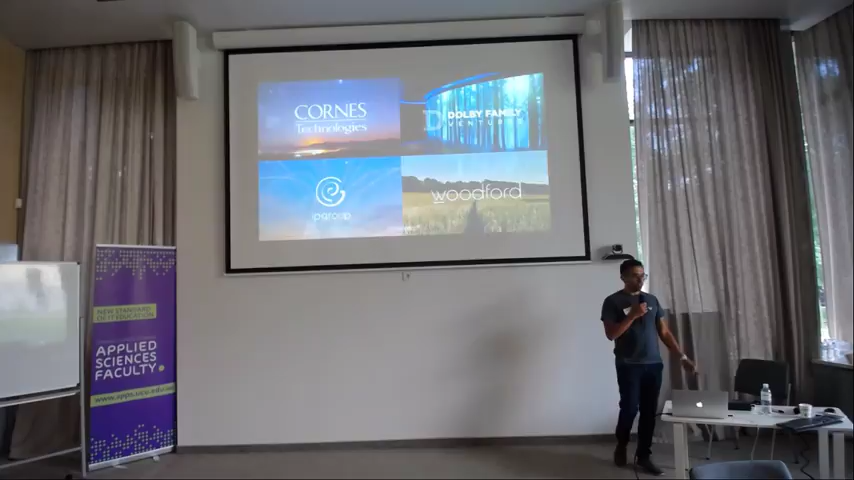 CORNES
Technologies
DOLBY FAMILY
VENTURES
woodford
NEW STANDARD
OF IT EDUCATION
APPLIED
SCIENCES
FACULTY